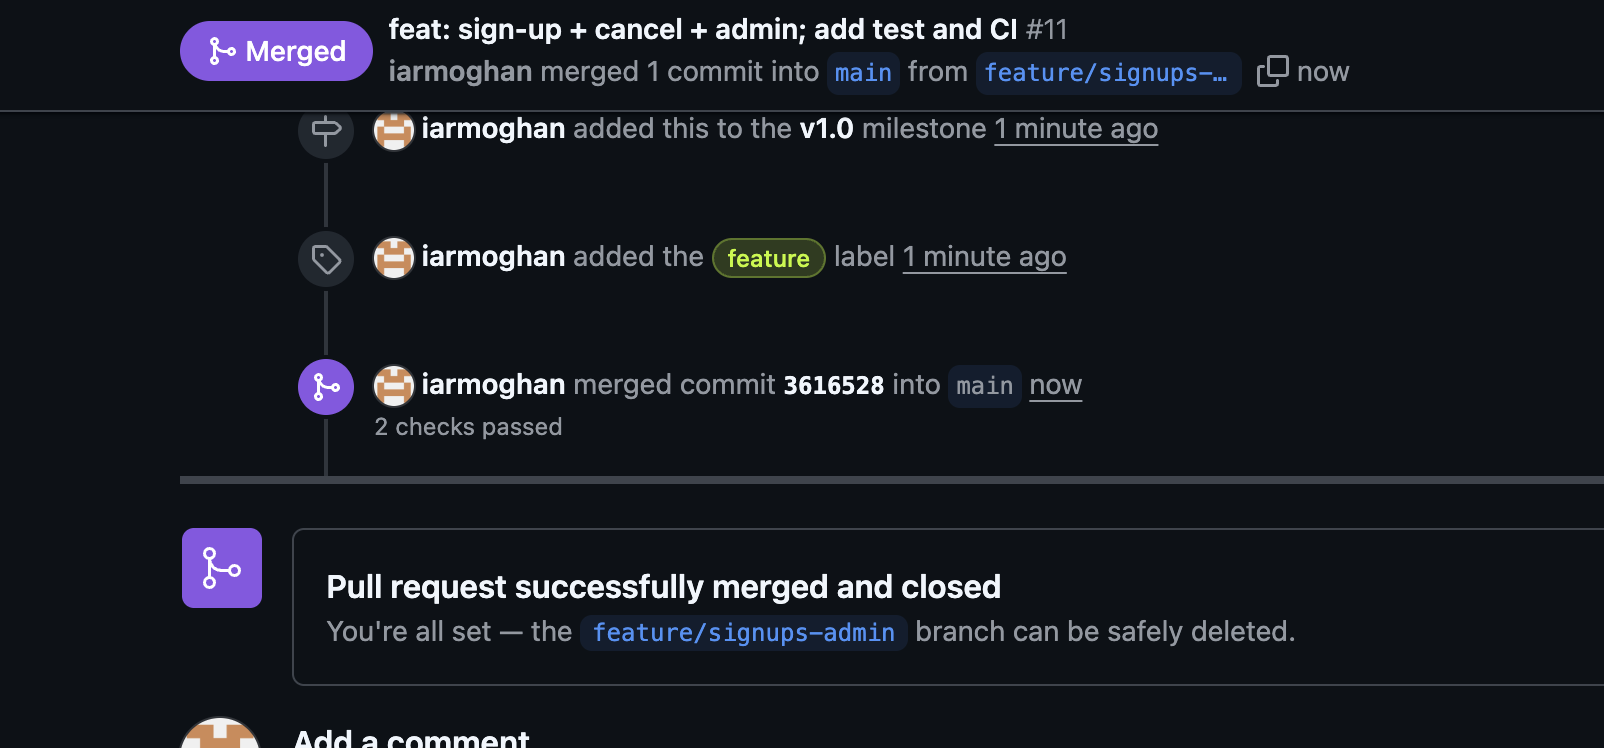 Merged
feat: sign-up + cancel + admin; add test and CI #11
iarmoghan merged 1 commit into main from feature/signups-… now
iarmoghan added this to the v1.0 milestone 1 minute ago
iarmoghan added the feature label 1 minute ago
iarmoghan merged commit 3616528 into main now
2 checks passed
Pull request successfully merged and closed
You're all set — the feature/signups-admin branch can be safely deleted.
Add a comment